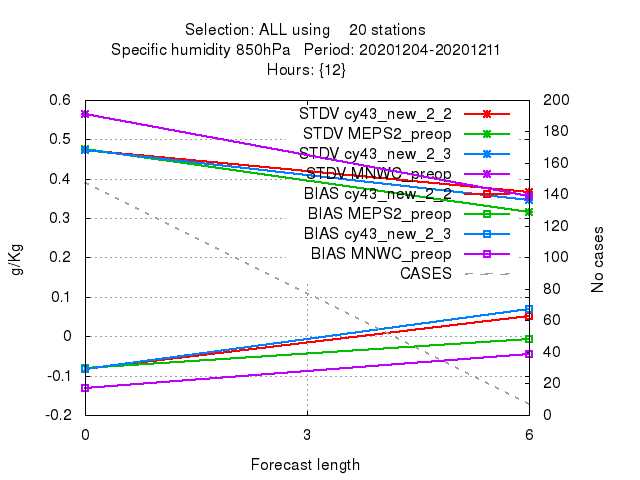 Selection: ALL using 20 stations
Specific humidity 850hPa Period: 20201204-20201211
Hours: {12}
0.6
0.5
0.4
0.3
0.2
0.1
0
-0.1
-0.2
200
180
160
140
120
100
80
60
40
20
0
STDV cy43_new_2_2
STDV MEPS2_preop
STDV cy43_new_2_3
STDV MNWC_preop
BIAS cy43_new_2_2
BIAS MEPS2_preop
BIAS cy43_new_2_3
BIAS MNWC_preop
CASES
g/Kg
No cases
0 3 6
Forecast length